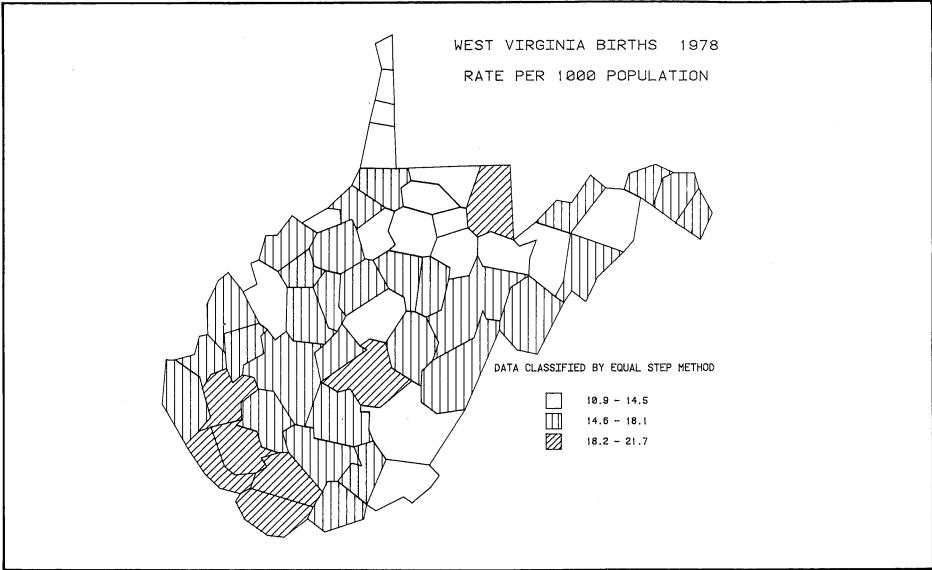 WEST VIRGINIA BIRTHS 1978
RATE PER 1000 POPULATION
DATA CLASSIFIED BY EQUAL STEP METHOD
10.9 - 14.5
14.6 - 18.1
18.2 - 21.7